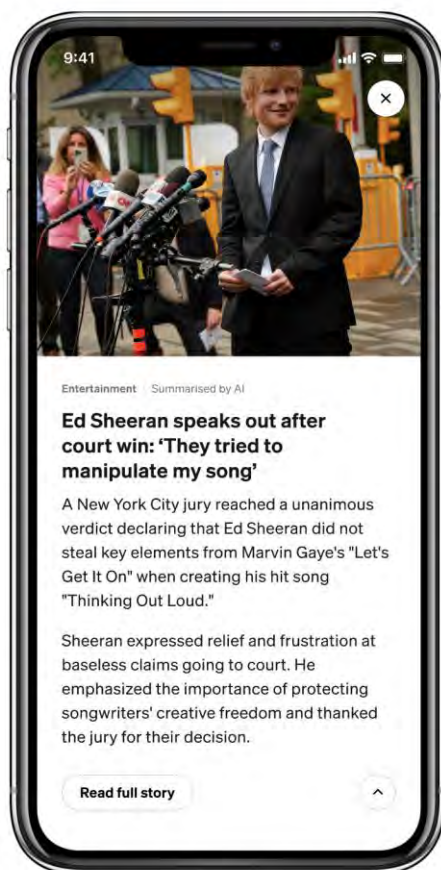 9:41
Entertainment Summarised by AI
Ed Sheeran speaks out after
court win: ‘They tried to
manipulate my song’
A New York City jury reached a unanimous
verdict declaring that Ed Sheeran did not
steal key elements from Marvin Gaye's "Let's
Get It On" when creating his hit song
"Thinking Out Loud."
Sheeran expressed relief and frustration at
baseless claims going to court. He
emphasized the importance of protecting
songwriters' creative freedom and thanked
the jury for their decision.
Read full story